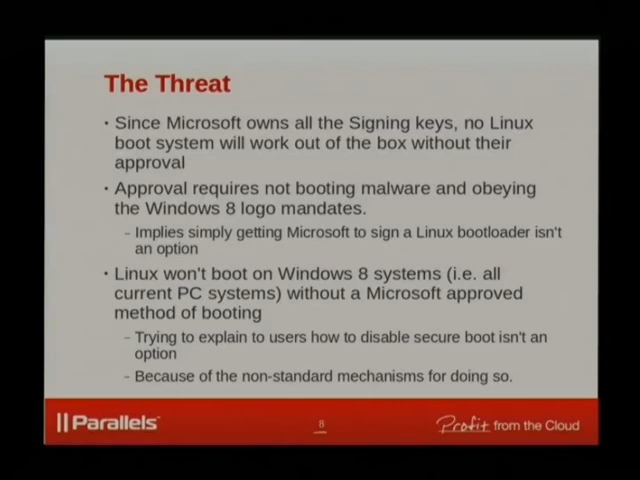 The Threat
· Since Microsoft owns all the Signing keys, no Linux
boot system will work out of the box without their
approval
· Approval requires not booting malware and obeying
the Windows 8 logo mandates.
– Implies simply getting Microsoft to sign a Linux bootloader isn't
an option
· Linux won't boot on Windows 8 systems (i.e. all
current PC systems) without a Microsoft approved
method of booting
– Trying to explain to users how to disable secure boot isn't an
option
– Because of the non-standard mechanisms for doing so.
Parallels
8
Profit from the Cloud